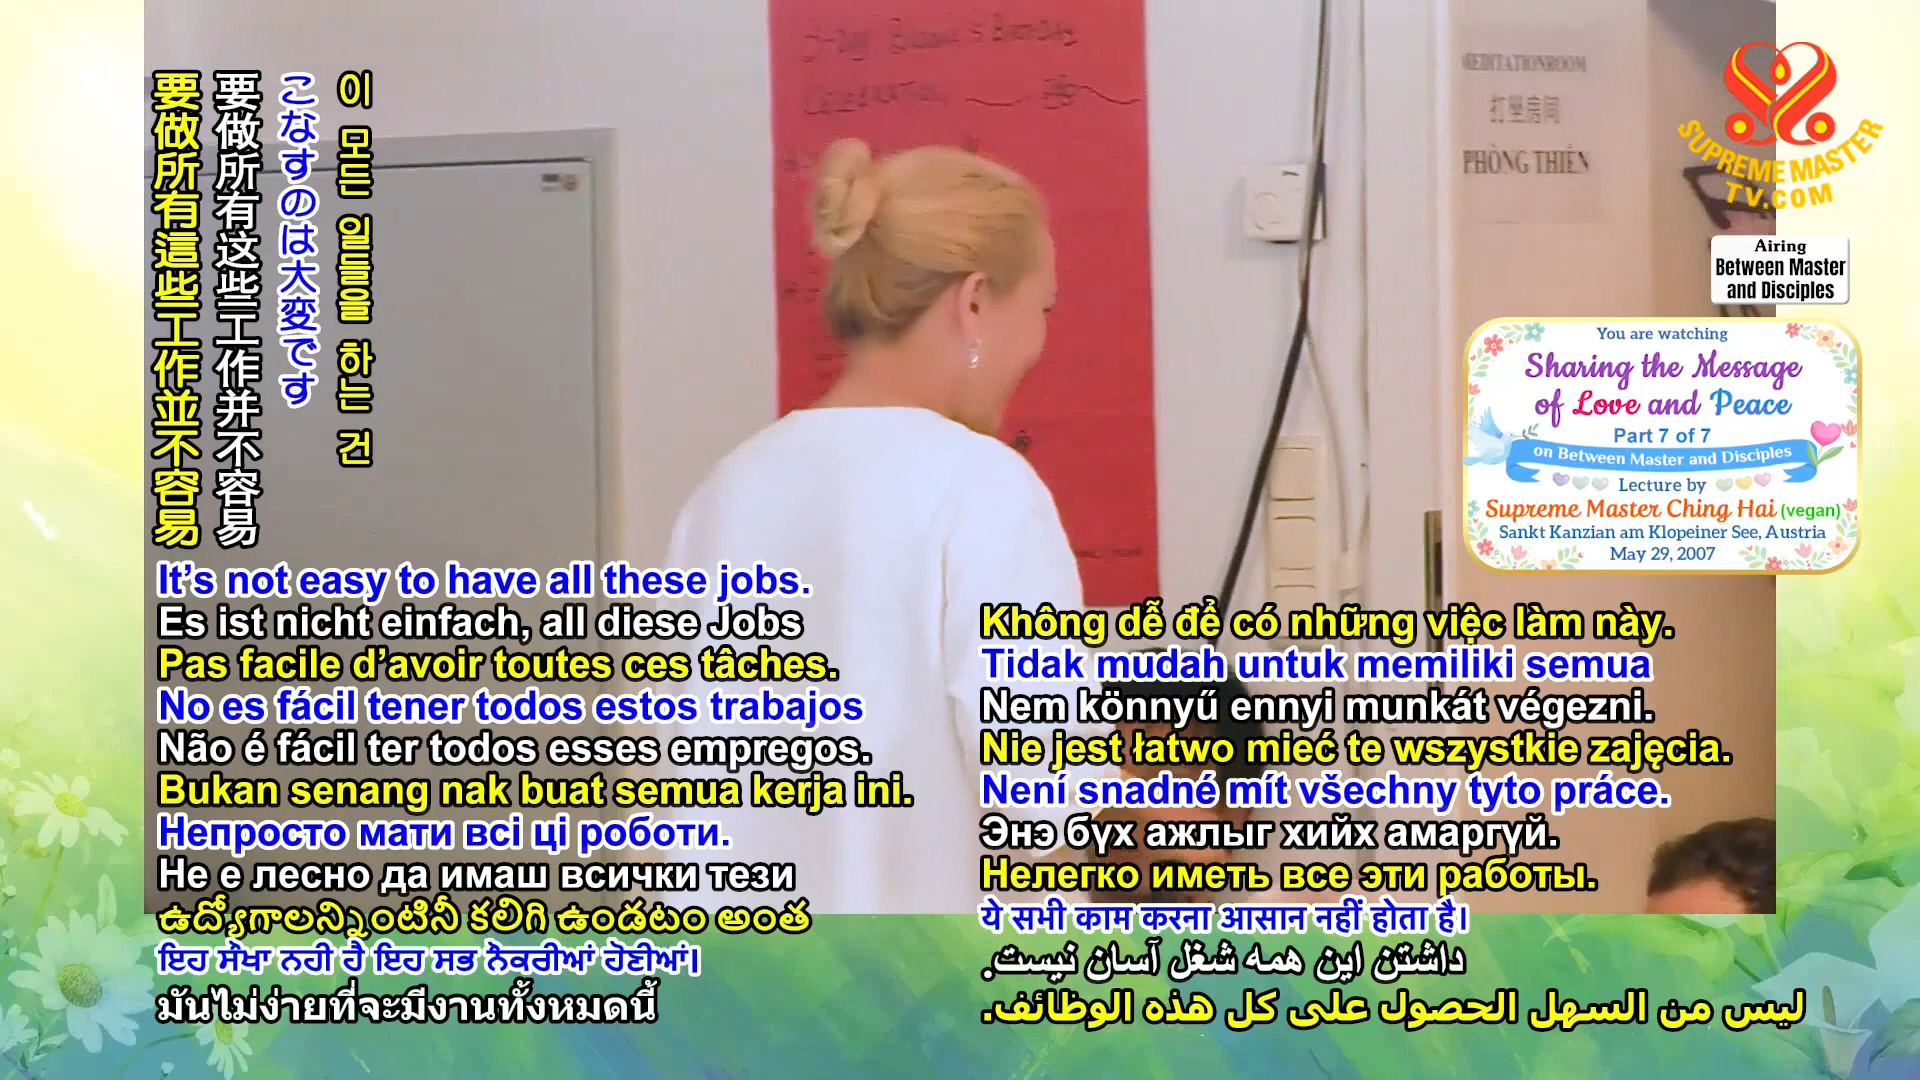 要做所有這些工作並不容易
要做所有这些工作并不容易
こなすのは大変です
이 모든 일들을 하는 건
It's not easy to have all these jobs.
Es ist nicht einfach, all diese Jobs
Pas facile d'avoir toutes ces tâches.
No es fácil tener todos estos trabajos
Não é fácil ter todos esses empregos.
Bukan senang nak buat semua kerja ini.
Непросто мати всі ці роботи.
Не е лесно да имаш всички тези
ఉద్యోగాలన్నింటినీ కలిగి ఉండటం అంత
ਇਹ ਸੌਖਾ ਨਹੀ ਹੈ ਇਹ ਸਭ ਨੌਕਰੀਆਂ ਹੋਣੀਆਂ।
มันไม่ง่ายที่จะมีงานทั้งหมดนี้
Không dễ để có những việc làm này.
Tidak mudah untuk memiliki semua
Nem könnyű ennyi munkát végezni.
Nie jest łatwo mieć te wszystkie zajęcia.
Není snadné mít všechny tyto práce.
Энэ бүх ажлыг хийх амаргүй.
Нелегко иметь все эти работы.
ये सभी काम करना आसान नहीं होता है।
داشتن این همه شغل آسان نیست.
ليس من السهل الحصول على كل هذه الوظائف.
CELEBRATION
MEDITATIONROOM
打坐房间
PHÒNG THIỀN
SUPREME MASTER
TV.COM
Airing
Between Master
and Disciples
You are watching
Sharing the Message
of Love and Peace
Part 7 of 7
on Between Master and Disciples
Lecture by
Supreme Master Ching Hai (vegan)
Sankt Kanzian am Klopeiner See, Austria
May 29, 2007